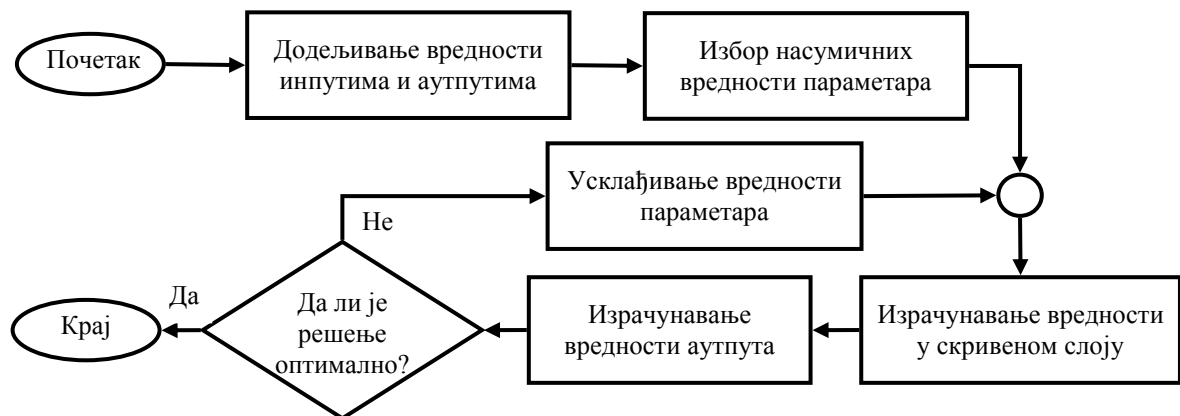 Почетак
Додељивање вредности
инпутима и аутпутима
Избор насумичних
вредности параметара
Усклађивање вредности
параметара
Не
Да
Крај
Да ли је
решење
оптимално?
Израчунавање
вредности аутпута
Израчунавање вредности
у скривеном слоју